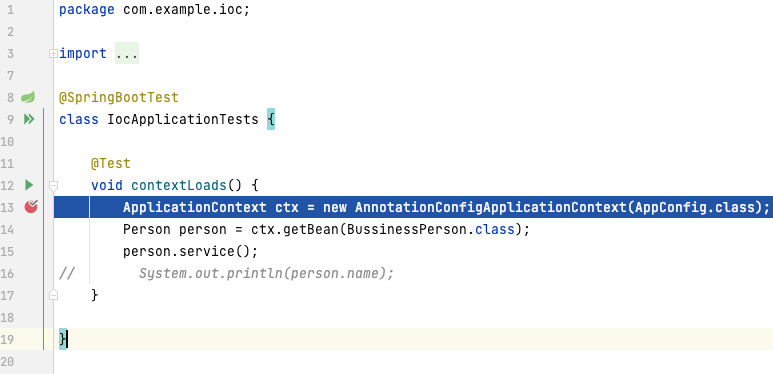 1 package com.example.ioc;
2
3 import ...
7
8 @SpringBootTest
9 class IocApplicationTests {
10
11 @Test
12 void contextLoads() {
13 ApplicationContext ctx = new AnnotationConfigApplicationContext(AppConfig.class);
14 Person person = ctx.getBean(BussinessPerson.class);
15 person.service();
16 // System.out.println(person.name);
17 }
18
19 }
20